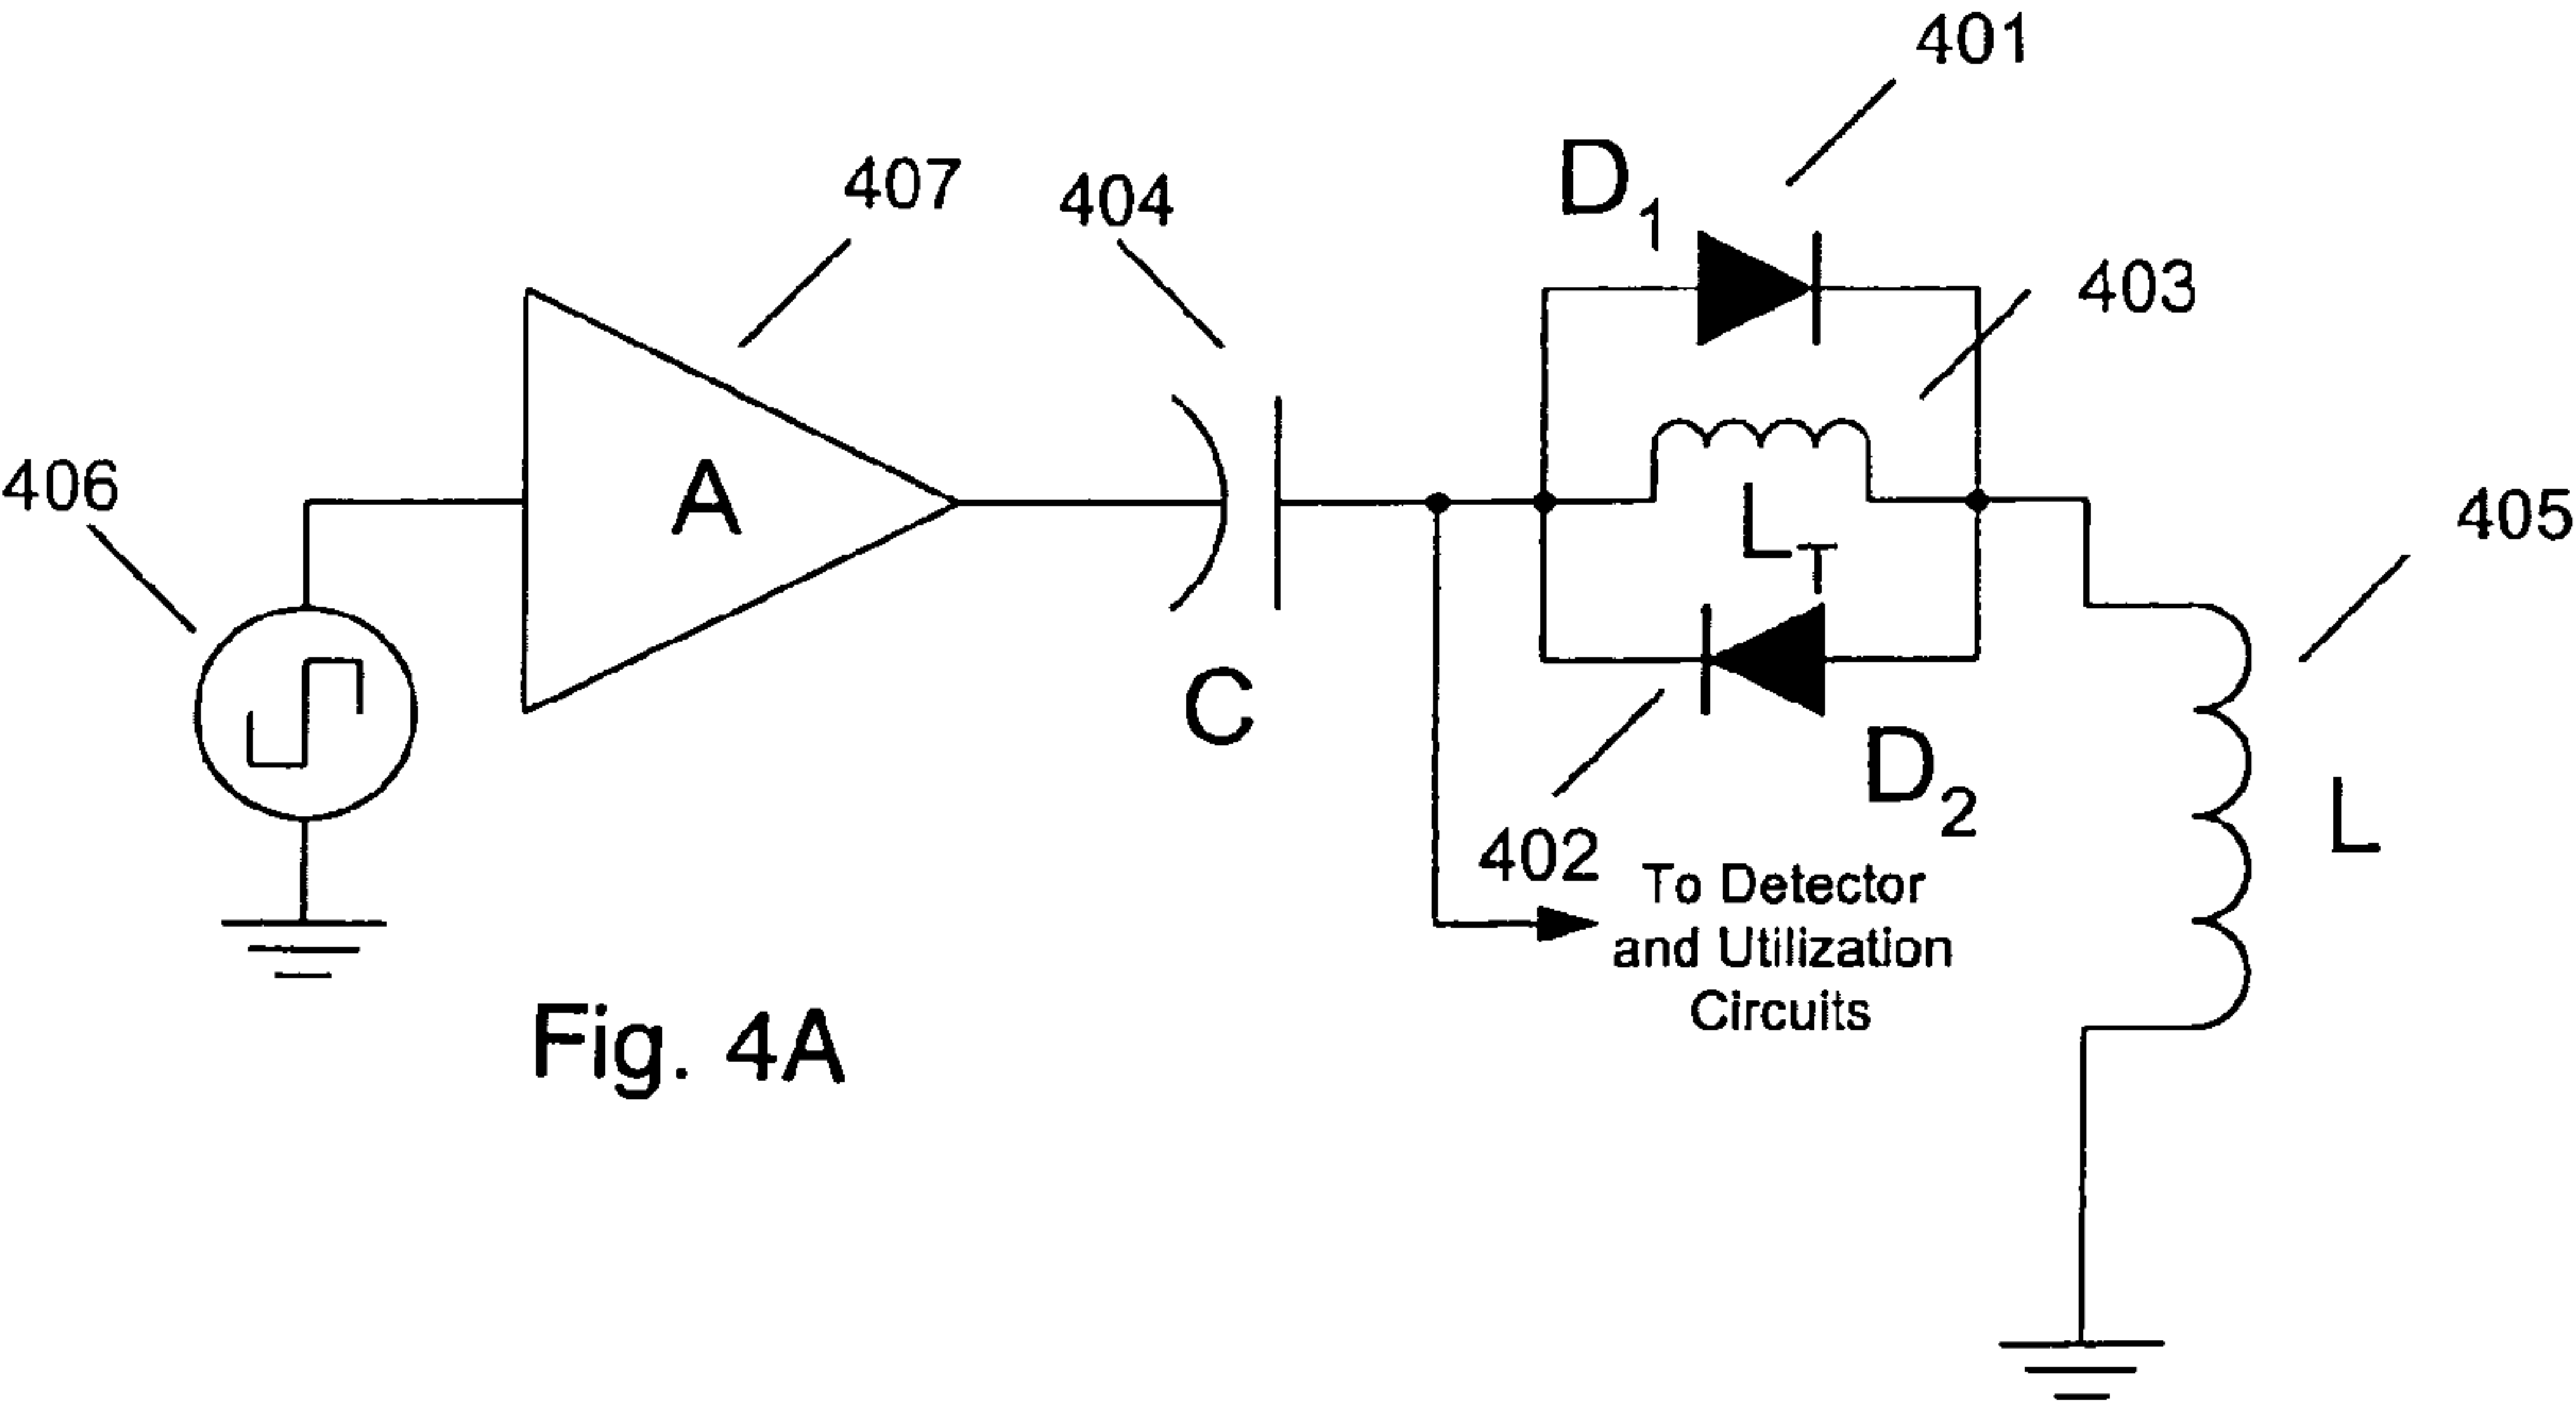 401
D1
407
404
403
406
A
LT
405
C
D2
L
402
To Detector
and Utilization
Circuits
Fig. 4A